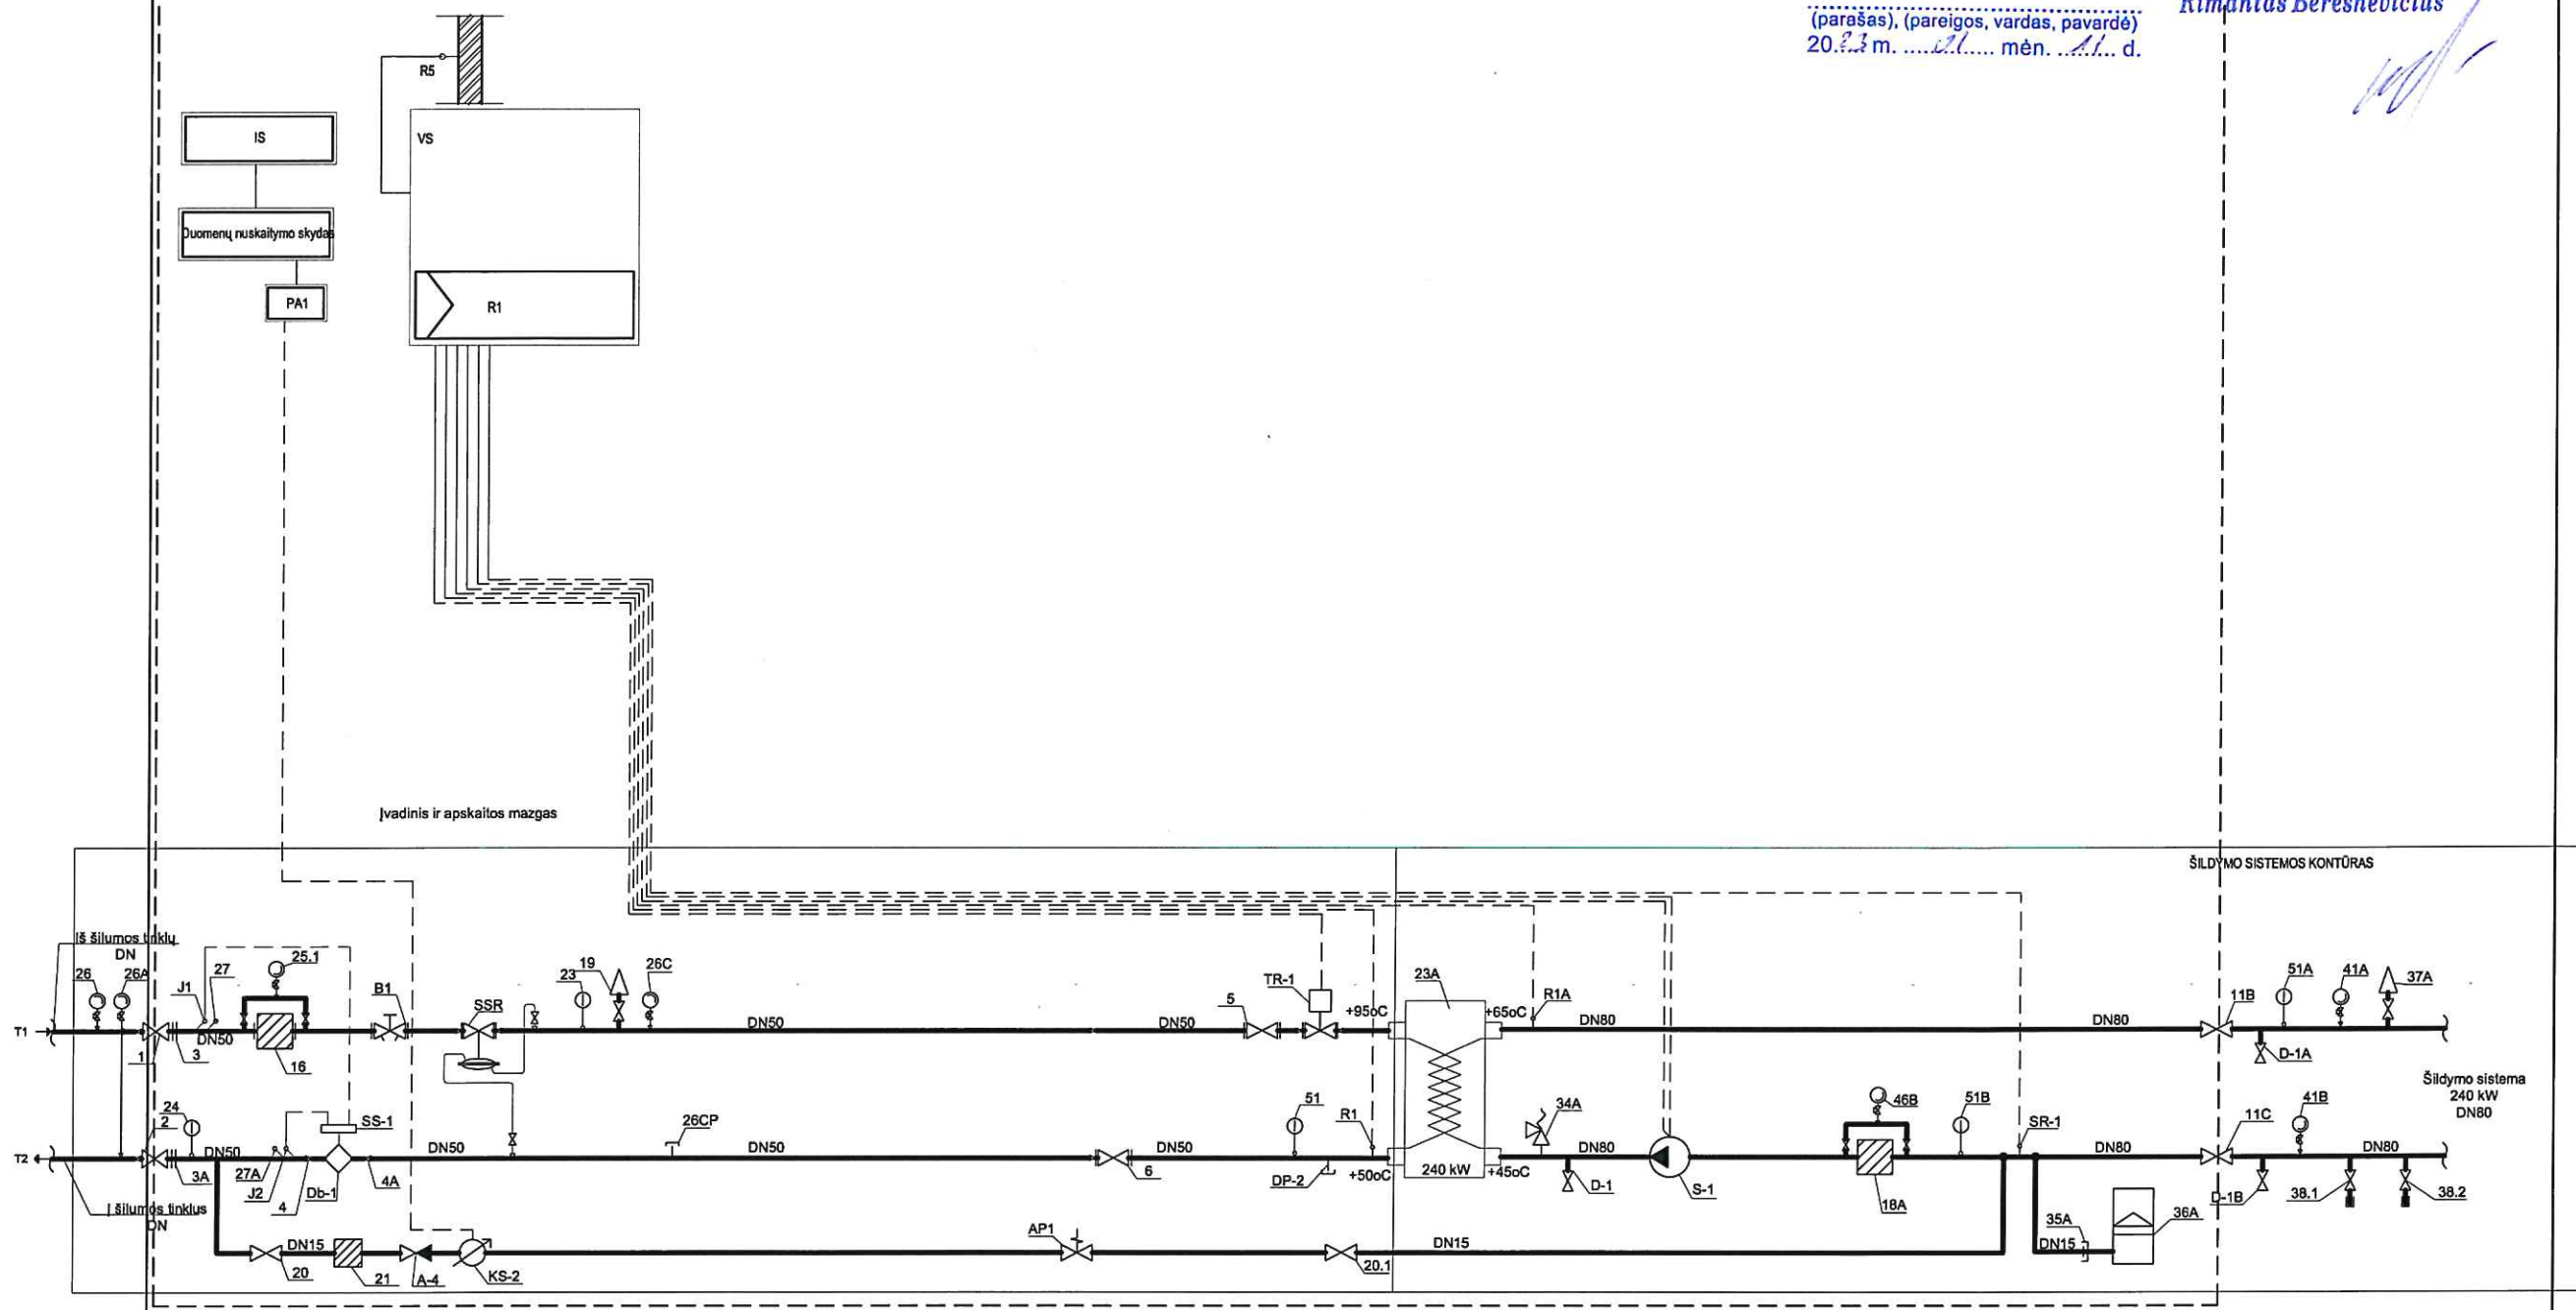 (parašas), (pareigos, vardas, pavardė)
Rimantas Beresnevičius
20.23 m. ....01.... mėn. ..11.. d.
R5
IS
VS
Duomenų nuskaitymo skydas
PA1
R1
Įvadinis ir apskaitos mazgas
ŠILDYMO SISTEMOS KONTŪRAS
Iš šilumos tinklų
DN
26
26A
J1
27
25.1
B1
SSR
23
19
26C
5
TR-1
+95oC
23A
+65oC
R1A
11B
51A
41A
37A
T1
1
3
DN50
16
DN50
DN50
DN80
DN80
D-1A
Šildymo sistema
240 kW
DN80
24
2
SS-1
26CP
51
R1
34A
46B
51B
SR-1
11C
41B
T2
DN50
DN50
DN50
DN50
DN80
DN80
DN80
3A
27A
J2
4
Db-1
4A
6
DP-2
+50oC
240 kW
+45oC
D-1
S-1
18A
D-1B
38.1
38.2
Į šilumos tinklus
DN
DN15
AP1
DN15
35A
DN15
36A
20
21
A-4
KS-2
20.1